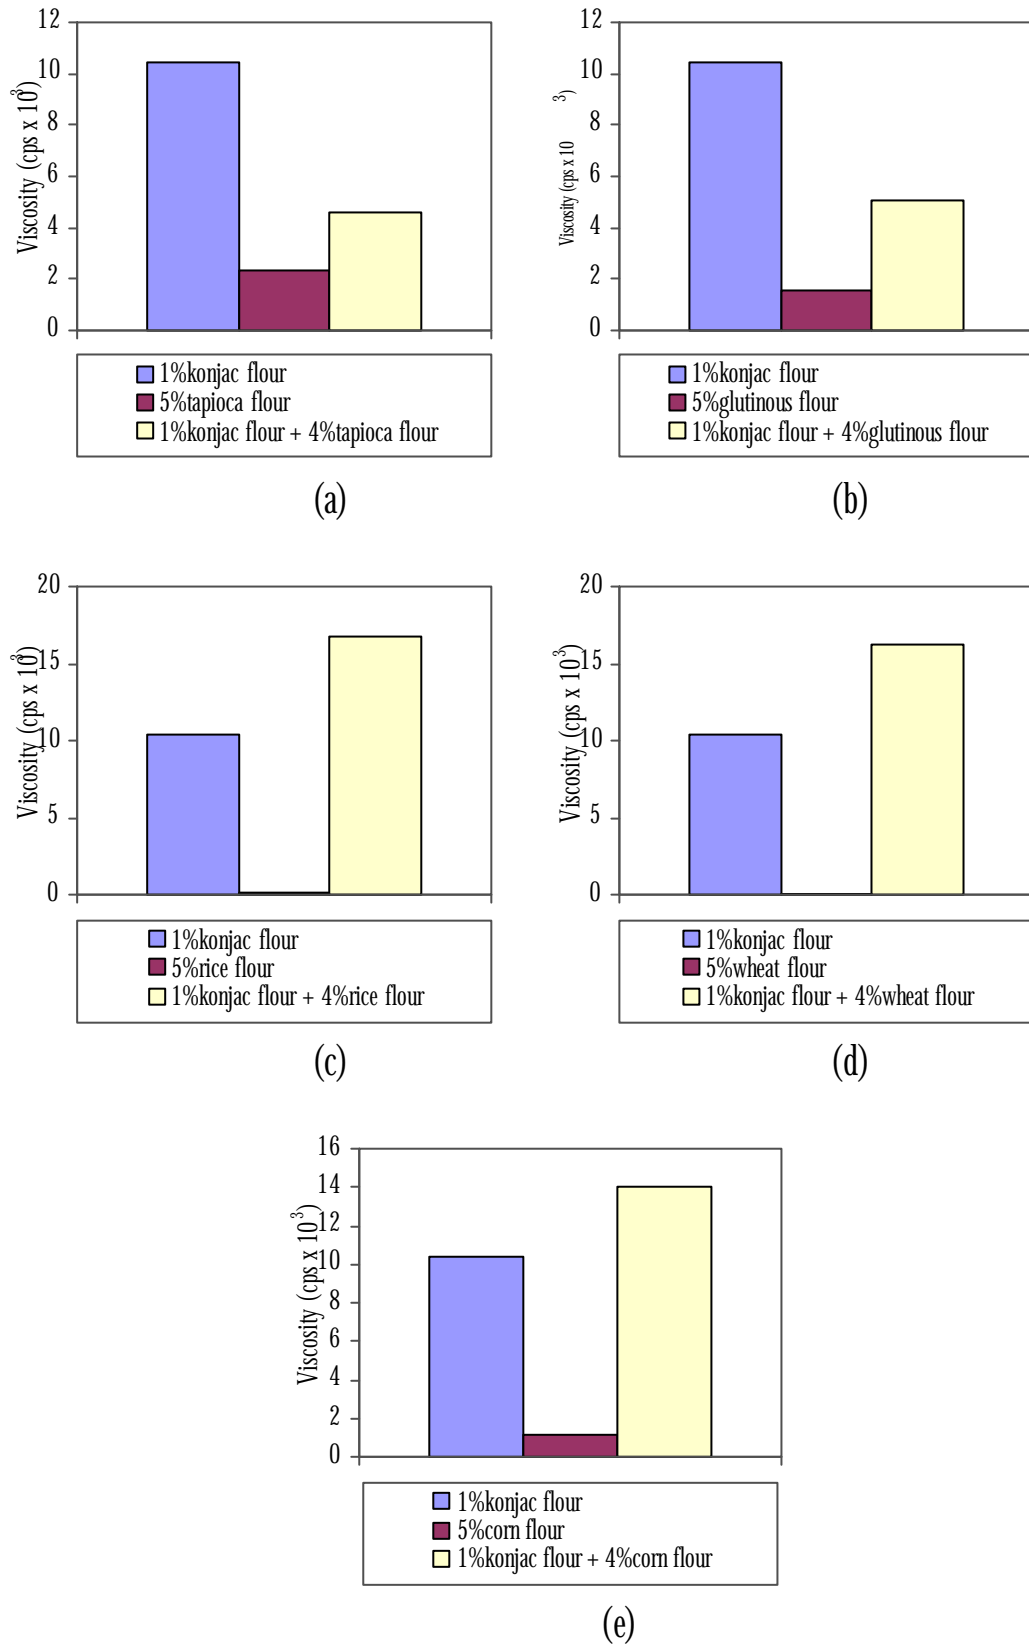 12
10
8
6
4
2
0
Viscosity (cps x 10³)
1%konjac flour
5%tapioca flour
1%konjac flour + 4%tapioca flour
(a)
12
10
8
6
4
2
0
Viscosity (cps x 10 ³)
1%konjac flour
5%glutinous flour
1%konjac flour + 4%glutinous flour
(b)
20
15
10
5
0
Viscosity (cps x 10³)
1%konjac flour
5%rice flour
1%konjac flour + 4%rice flour
(c)
20
15
10
5
0
Viscosity (cps x 10³)
1%konjac flour
5%wheat flour
1%konjac flour + 4%wheat flour
(d)
16
14
12
10
8
6
4
2
0
Viscosity (cps x 10³)
1%konjac flour
5%corn flour
1%konjac flour + 4%corn flour
(e)